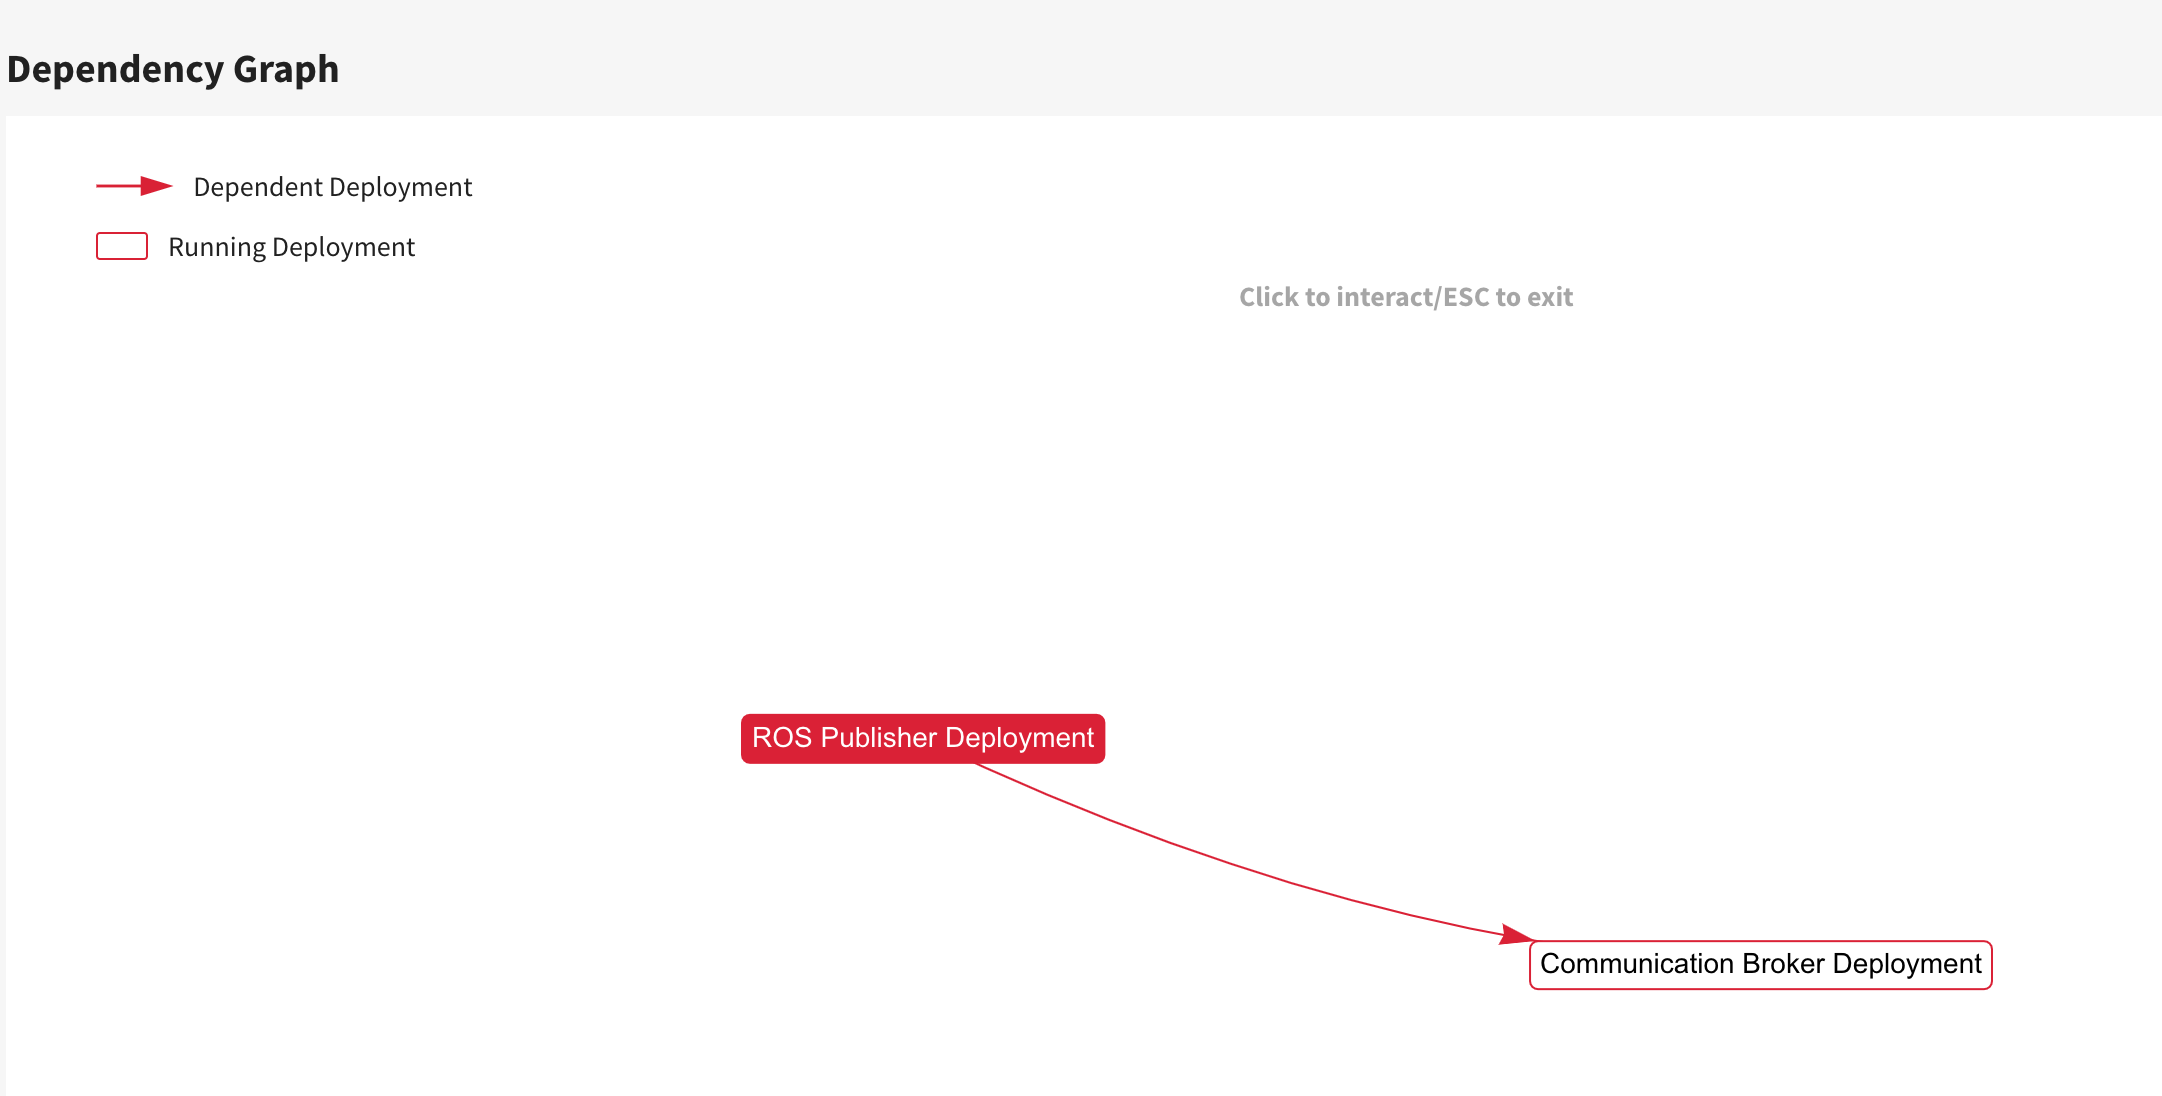 Dependency Graph
Dependent Deployment
Running Deployment
Click to interact/ESC to exit
ROS Publisher Deployment
Communication Broker Deployment